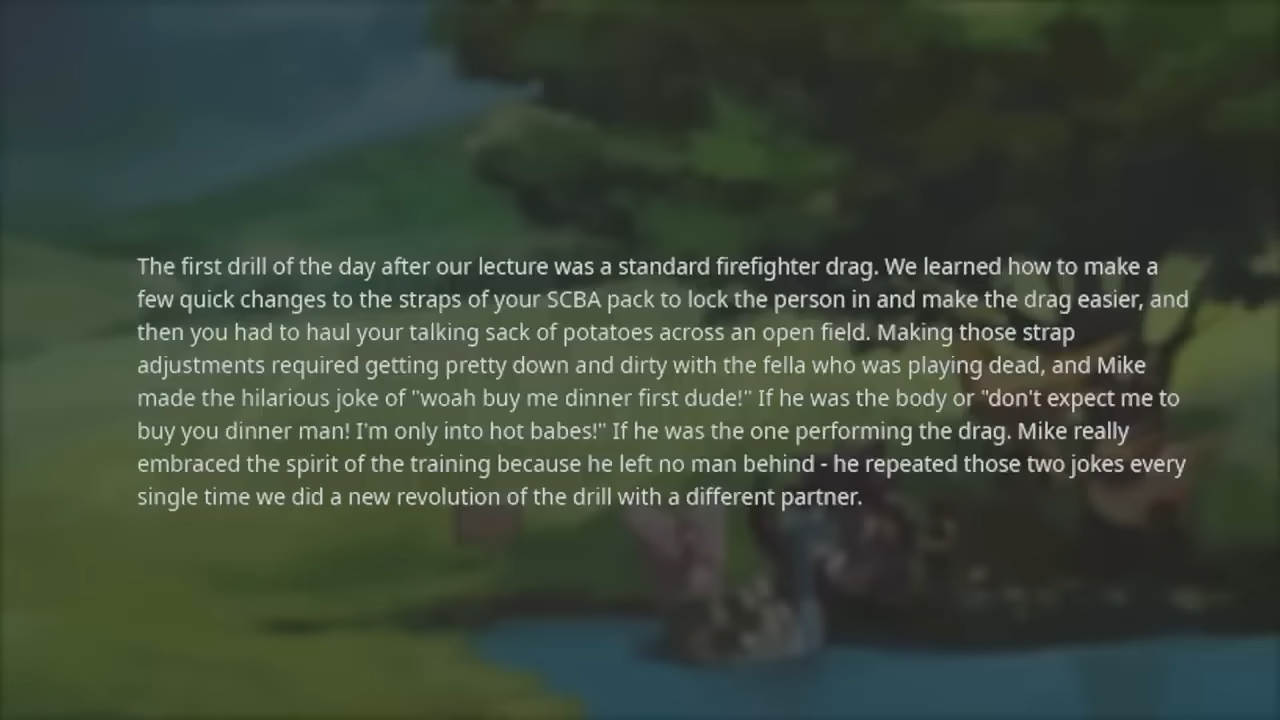 The first drill of the day after our lecture was a standard firefighter drag. We learned how to make a
few quick changes to the straps of your SCBA pack to lock the person in and make the drag easier, and
then you had to haul your talking sack of potatoes across an open field. Making those strap
adjustments required getting pretty down and dirty with the fella who was playing dead, and Mike
made the hilarious joke of "woah buy me dinner first dude!" If he was the body or "don't expect me to
buy you dinner man! I'm only into hot babes!" If he was the one performing the drag. Mike really
embraced the spirit of the training because he left no man behind - he repeated those two jokes every
single time we did a new revolution of the drill with a different partner.